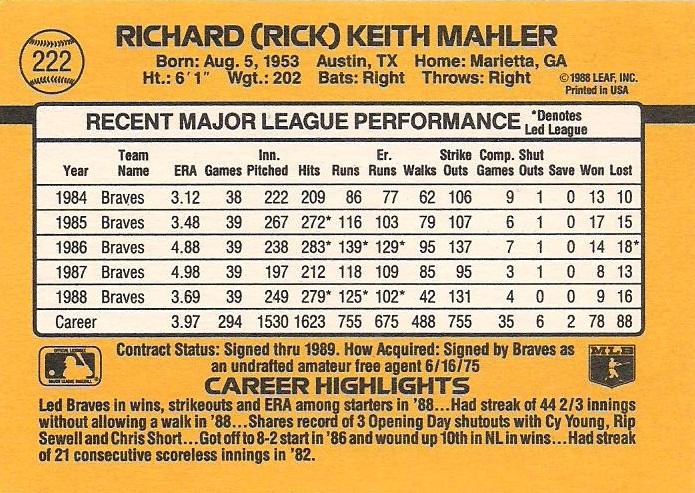 222
RICHARD (RICK) KEITH MAHLER
Born: Aug. 5, 1953 Austin, TX Home: Marietta, GA
Ht.: 6'1" Wgt.: 202 Bats: Right Throws: Right
©1988 LEAF, INC.
Printed in USA
RECENT MAJOR LEAGUE PERFORMANCE *Denotes
Led League
Team Inn. Er. Strike Comp. Shut
Year Name ERA Games Pitched Hits Runs Runs Walks Outs Games Outs Save Won Lost
1984 Braves 3.12 38 222 209 86 77 62 106 9 1 0 13 10
1985 Braves 3.48 39 267 272* 116 103 79 107 6 1 0 17 15
1986 Braves 4.88 39 238 283* 139* 129* 95 137 7 1 0 14 18*
1987 Braves 4.98 39 197 212 118 109 85 95 3 1 0 8 13
1988 Braves 3.69 39 249 279* 125* 102* 42 131 4 0 0 9 16
Career 3.97 294 1530 1623 755 675 488 755 35 6 2 78 88
Contract Status: Signed thru 1989. How Acquired: Signed by Braves as
an undrafted amateur free agent 6/16/75
MLB
CAREER HIGHLIGHTS
Led Braves in wins, strikeouts and ERA among starters in '88...Had streak of 44 2/3 innings
without allowing a walk in '88...Shares record of 3 Opening Day shutouts with Cy Young, Rip
Sewell and Chris Short...Got off to 8-2 start in '86 and wound up 10th in NL in wins...Had streak
of 21 consecutive scoreless innings in '82.